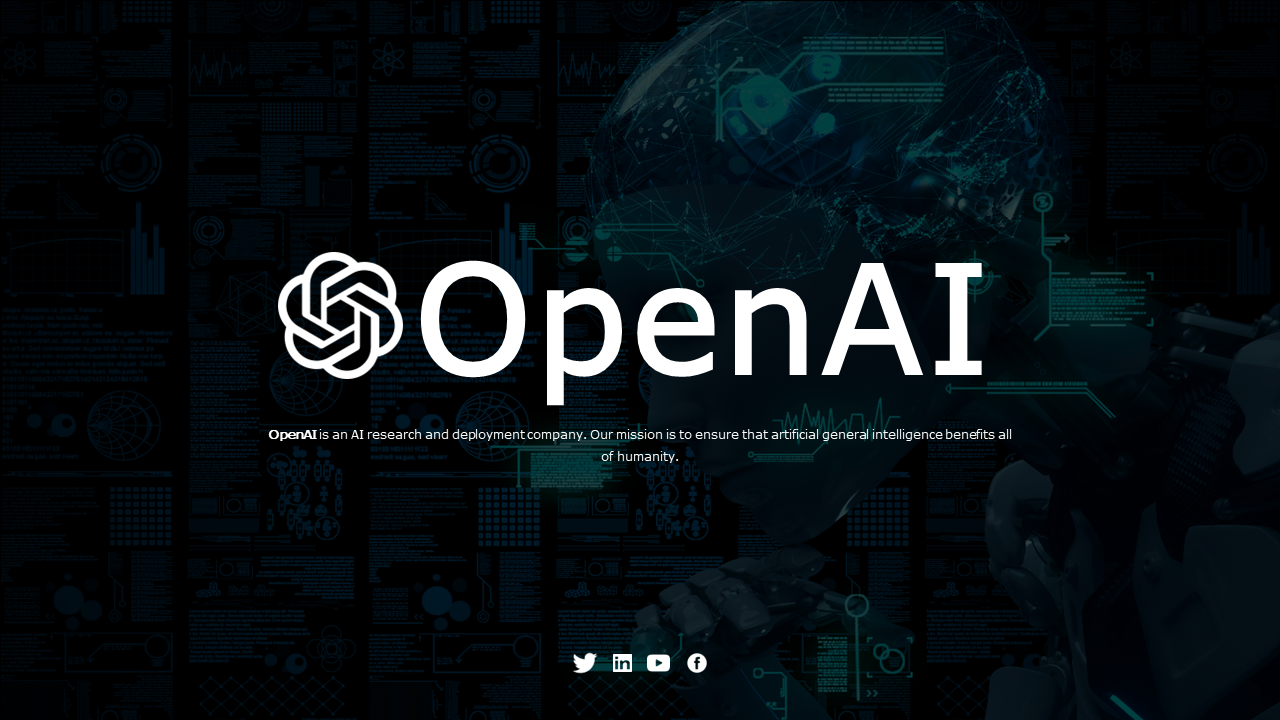 OpenAI
OpenAI is an AI research and deployment company. Our mission is to ensure that artificial general intelligence benefits all
of humanity.